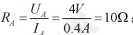 R_A = U_A / I_A = 4V / 0.4A = 10Ω;